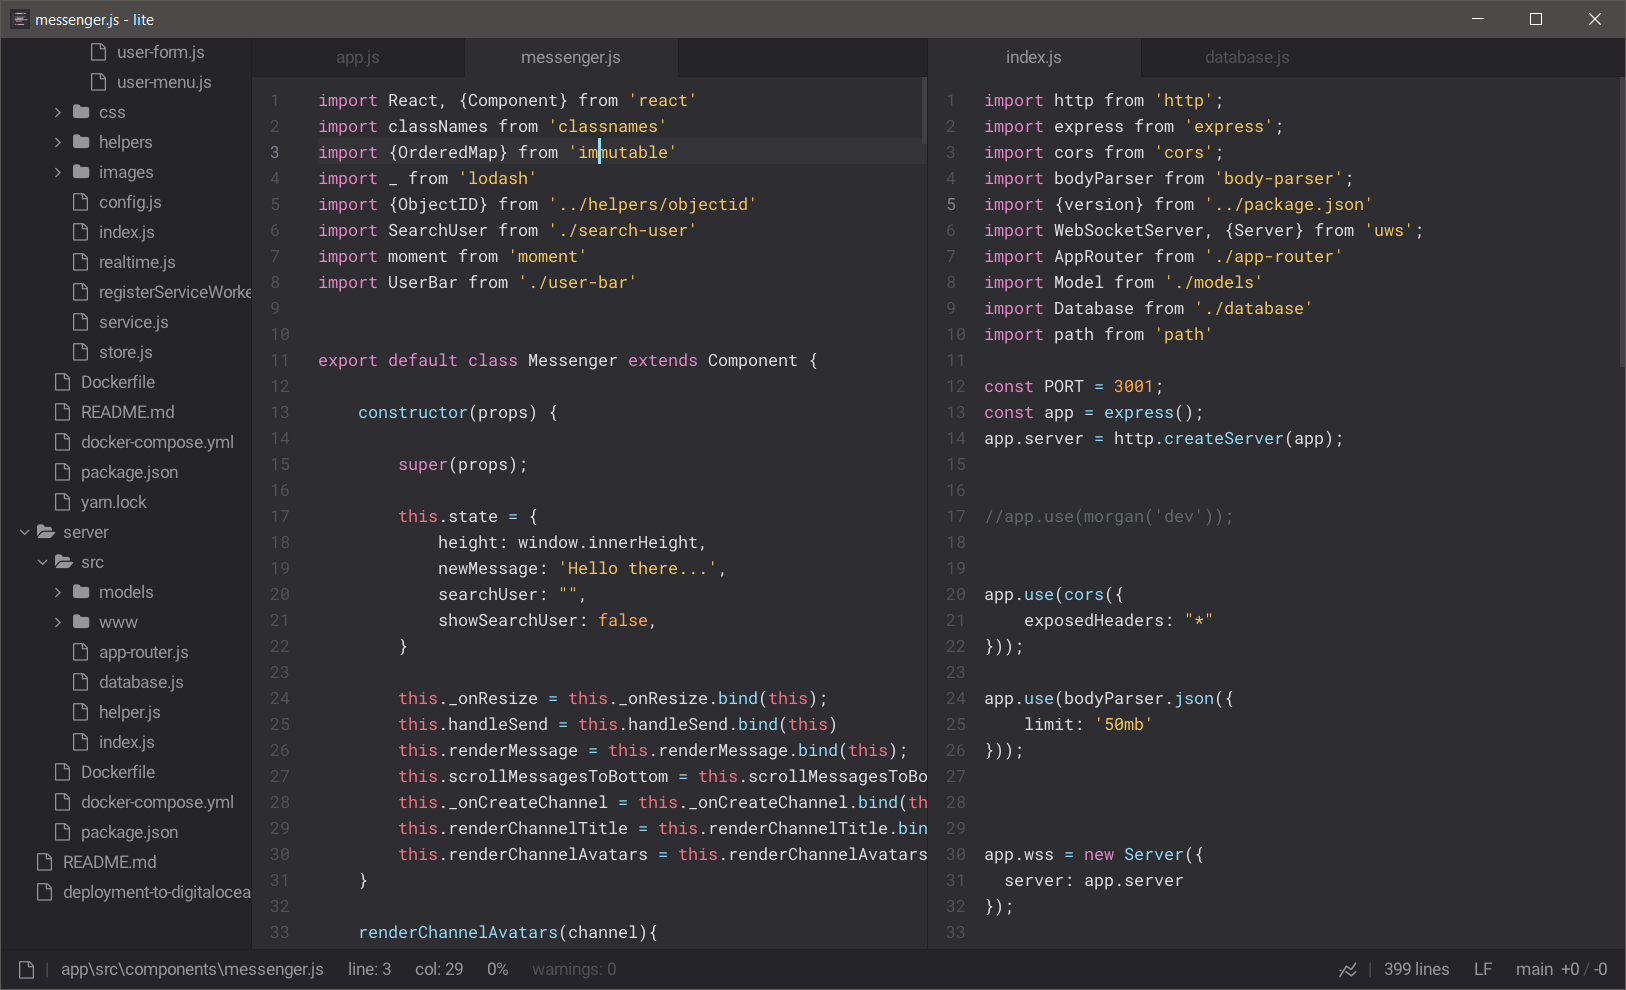 messenger.js - lite
user-form.js
user-menu.js
css
helpers
images
config.js
index.js
realtime.js
registerServiceWorke
service.js
store.js
Dockerfile
README.md
docker-compose.yml
package.json
yarn.lock
server
src
models
www
app-router.js
database.js
helper.js
index.js
Dockerfile
docker-compose.yml
package.json
README.md
deployment-to-digitalocea
app.js
messenger.js
1 import React, {Component} from 'react'
2 import classNames from 'classnames'
3 import {OrderedMap} from 'immutable'
4 import _ from 'lodash'
5 import {ObjectID} from '../helpers/objectid'
6 import SearchUser from './search-user'
7 import moment from 'moment'
8 import UserBar from './user-bar'
9
10
11 export default class Messenger extends Component {
12
13 constructor(props) {
14
15 super(props);
16
17 this.state = {
18 height: window.innerHeight,
19 newMessage: 'Hello there...',
20 searchUser: "",
21 showSearchUser: false,
22 }
23
24 this._onResize = this._onResize.bind(this);
25 this.handleSend = this.handleSend.bind(this)
26 this.renderMessage = this.renderMessage.bind(this);
27 this.scrollMessagesToBottom = this.scrollMessagesToBo
28 this._onCreateChannel = this._onCreateChannel.bind(th
29 this.renderChannelTitle = this.renderChannelTitle.bin
30 this.renderChannelAvatars = this.renderChannelAvatars
31 }
32
33 renderChannelAvatars(channel){
index.js
database.js
1 import http from 'http';
2 import express from 'express';
3 import cors from 'cors';
4 import bodyParser from 'body-parser';
5 import {version} from '../package.json'
6 import WebSocketServer, {Server} from 'uws';
7 import AppRouter from './app-router'
8 import Model from './models'
9 import Database from './database'
10 import path from 'path'
11
12 const PORT = 3001;
13 const app = express();
14 app.server = http.createServer(app);
15
16
17 //app.use(morgan('dev'));
18
19
20 app.use(cors({
21 exposedHeaders: "*"
22 }));
23
24 app.use(bodyParser.json({
25 limit: '50mb'
26 }));
27
28
29
30 app.wss = new Server({
31 server: app.server
32 });
33
app\src\components\messenger.js line: 3 col: 29 0% warnings: 0
399 lines LF main +0 / -0